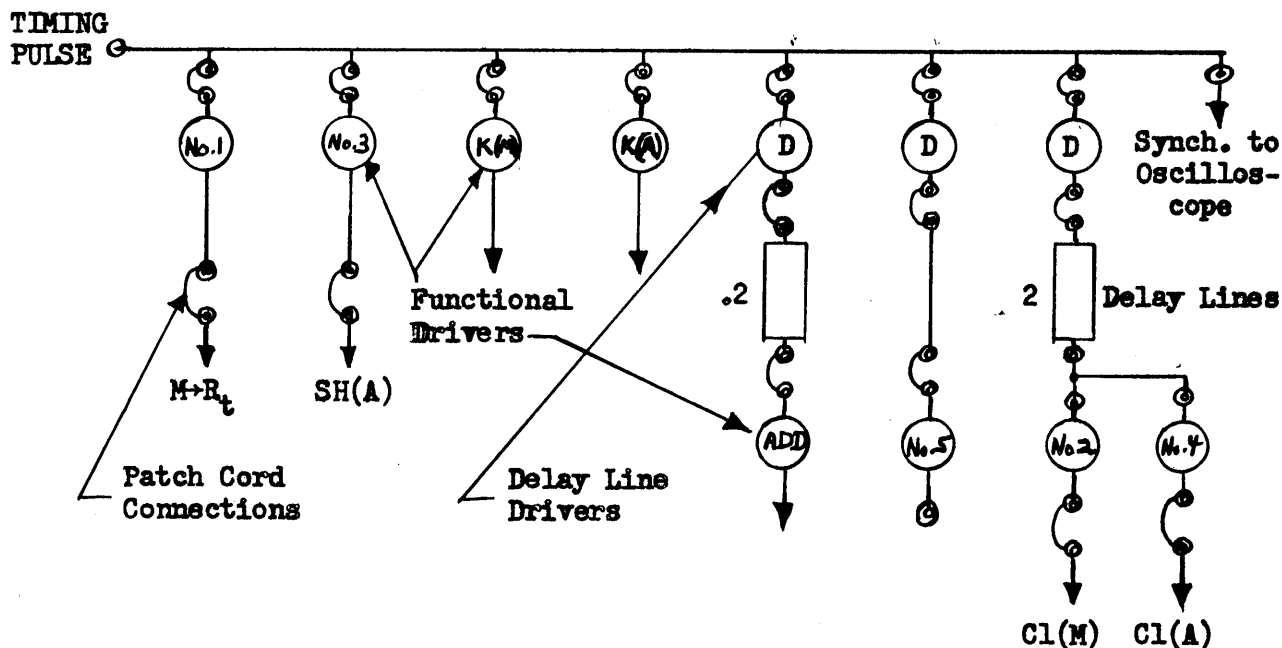 TIMING
PULSE
No.1
No.3
K(M)
K(A)
D
D
D
Synch. to
Oscillos-
cope
Functional
Drivers
.2
2
Delay Lines
M→Rt
SH(A)
ADD
No.5
No.2
No.4
Patch Cord
Connections
Delay Line
Drivers
Cl(M)
Cl(A)